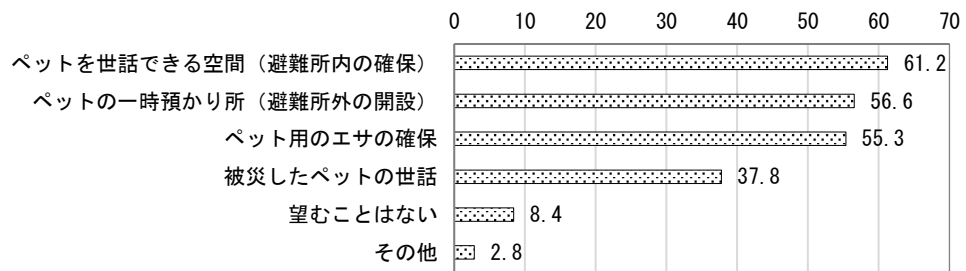 0 10 20 30 40 50 60 70
ペットを世話できる空間（避難所内の確保） 61.2
ペットの一時預かり所（避難所外の開設） 56.6
ペット用のエサの確保 55.3
被災したペットの世話 37.8
望むことはない 8.4
その他 2.8